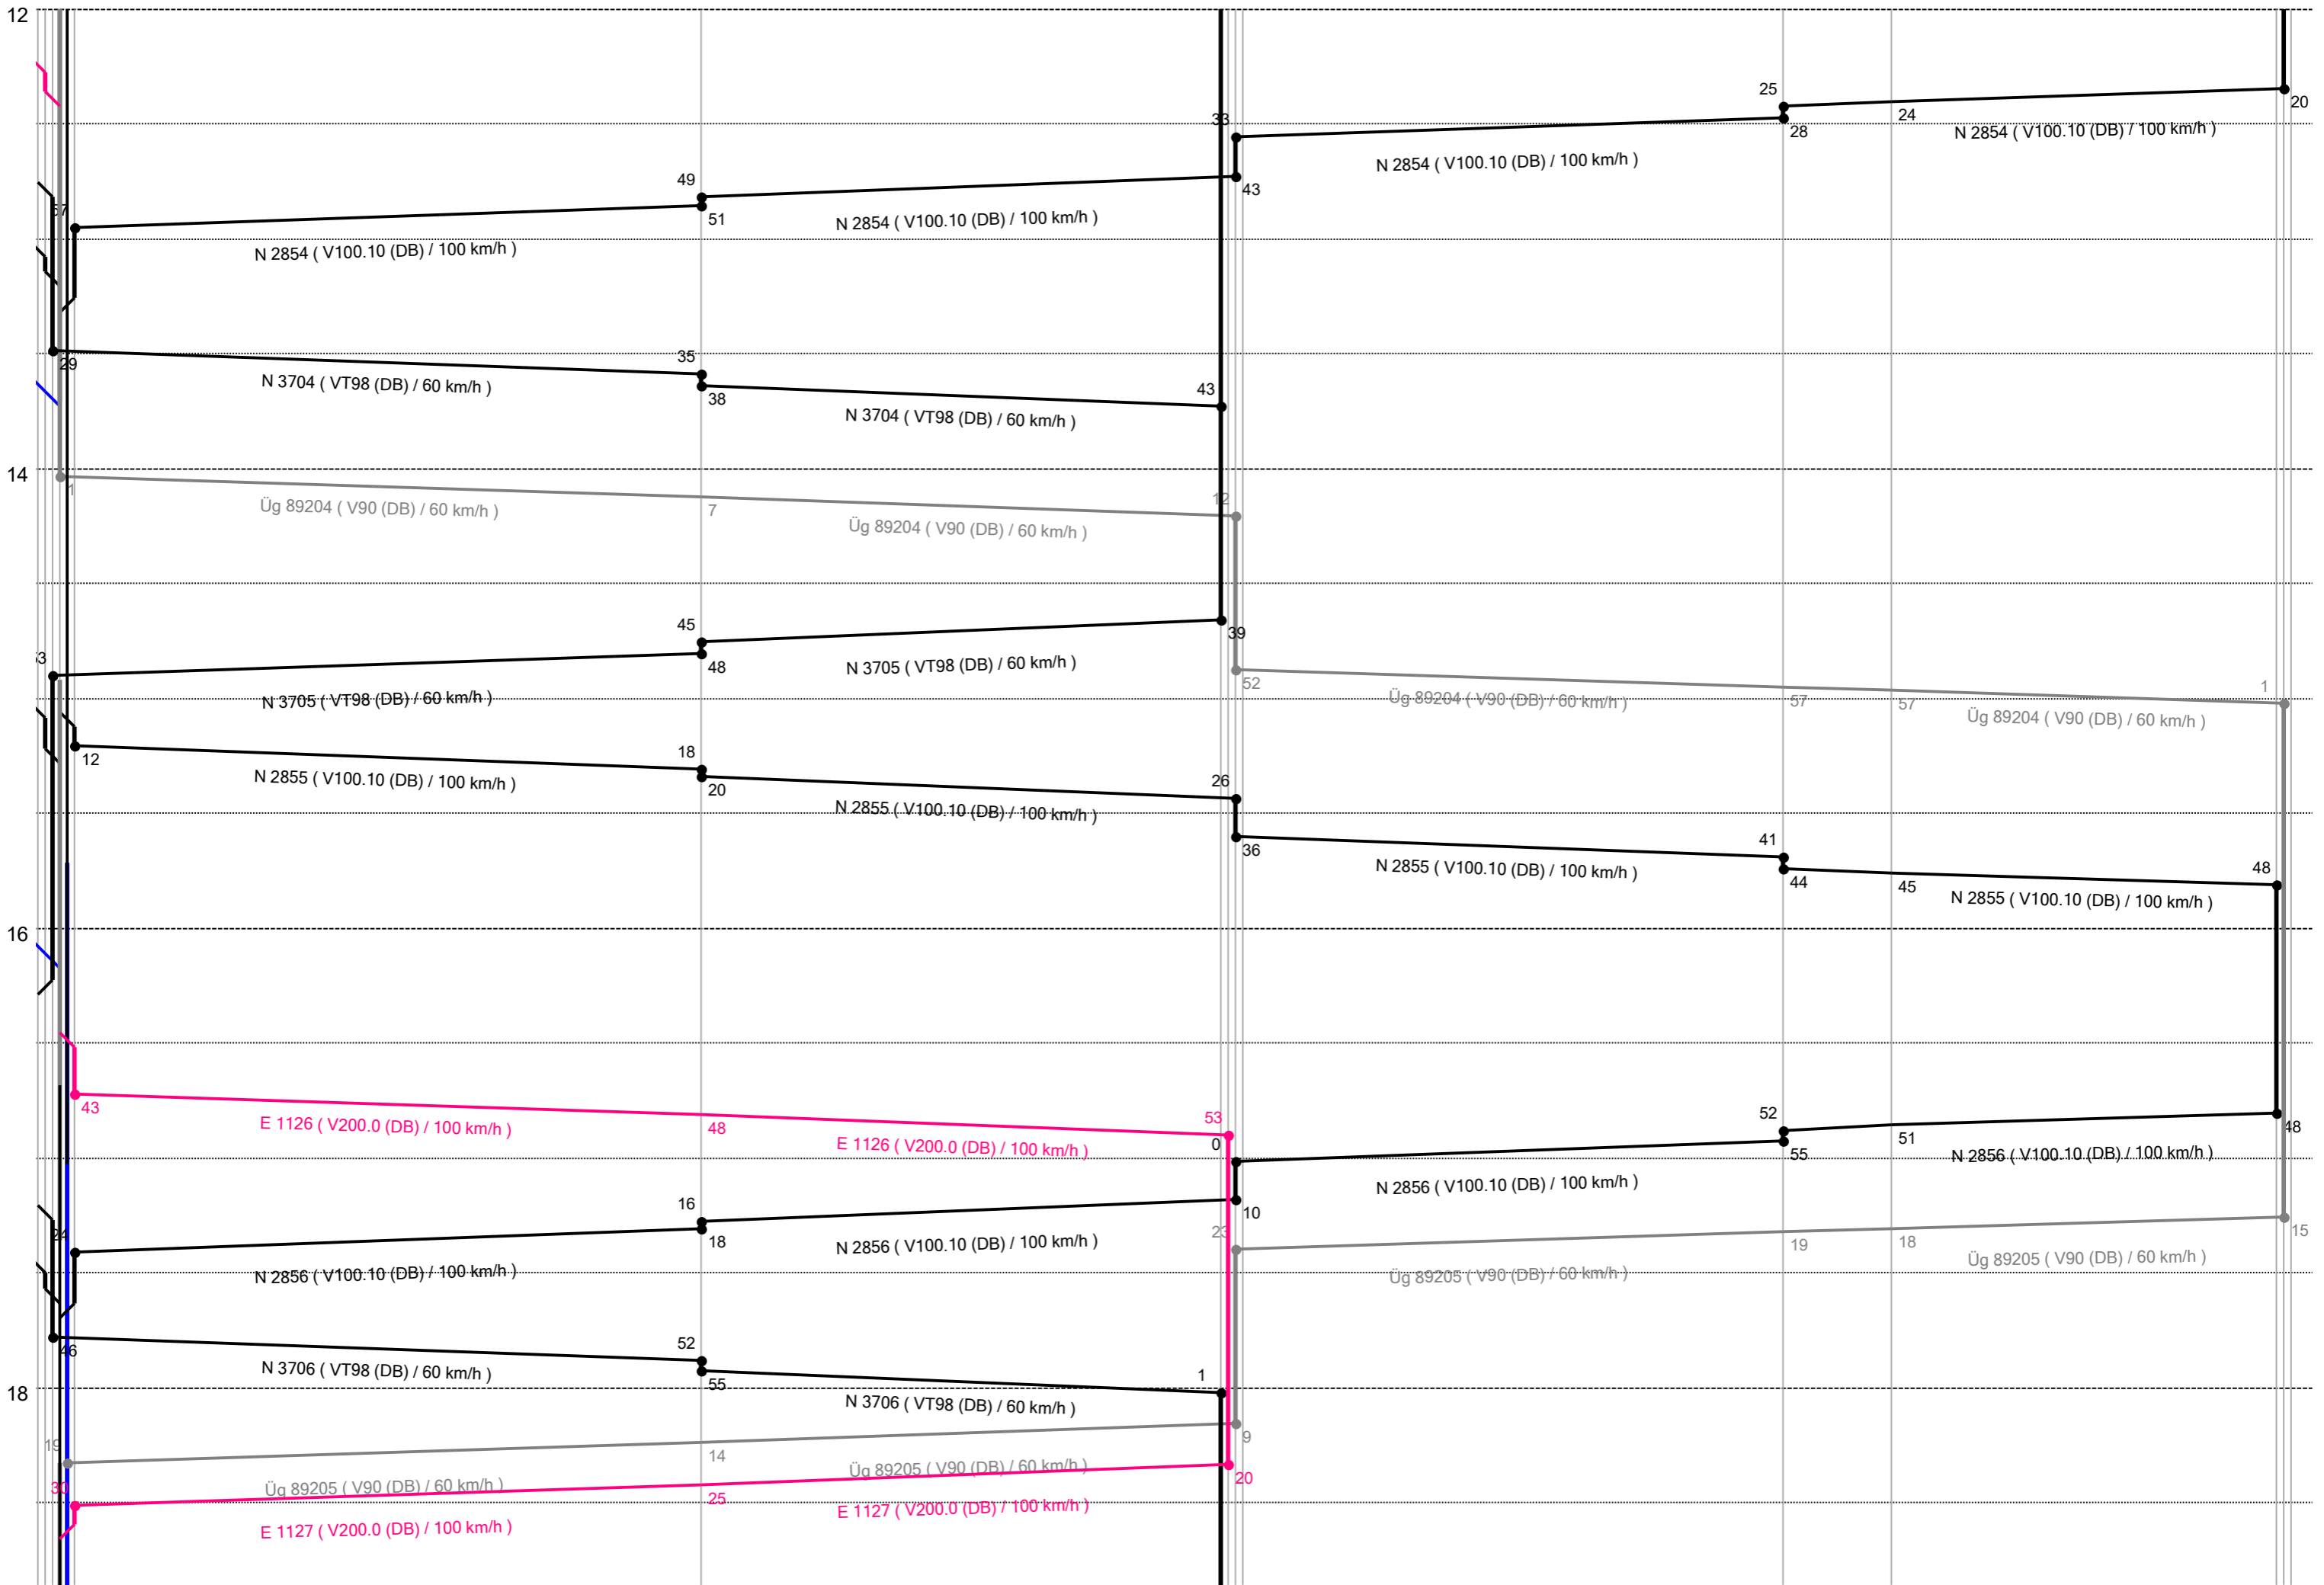 12
25
20
33
28
24
N 2854 ( V100.10 (DB) / 100 km/h )
N 2854 ( V100.10 (DB) / 100 km/h )
49
43
57
51
N 2854 ( V100.10 (DB) / 100 km/h )
N 2854 ( V100.10 (DB) / 100 km/h )
29
35
N 3704 ( VT98 (DB) / 60 km/h )
38
43
N 3704 ( VT98 (DB) / 60 km/h )
14
1
Üg 89204 ( V90 (DB) / 60 km/h )
7
12
Üg 89204 ( V90 (DB) / 60 km/h )
45
39
48
N 3705 ( VT98 (DB) / 60 km/h )
N 3705 ( VT98 (DB) / 60 km/h )
52
Üg 89204 ( V90 (DB) / 60 km/h )
57
57
1
Üg 89204 ( V90 (DB) / 60 km/h )
12
18
N 2855 ( V100.10 (DB) / 100 km/h )
20
26
N 2855 ( V100.10 (DB) / 100 km/h )
36
41
N 2855 ( V100.10 (DB) / 100 km/h )
44
45
48
N 2855 ( V100.10 (DB) / 100 km/h )
16
43
E 1126 ( V200.0 (DB) / 100 km/h )
48
53
E 1126 ( V200.0 (DB) / 100 km/h )
0
52
55
51
48
N 2856 ( V100.10 (DB) / 100 km/h )
N 2856 ( V100.10 (DB) / 100 km/h )
16
10
24
18
N 2856 ( V100.10 (DB) / 100 km/h )
N 2856 ( V100.10 (DB) / 100 km/h )
23
19
18
15
Üg 89205 ( V90 (DB) / 60 km/h )
Üg 89205 ( V90 (DB) / 60 km/h )
46
52
N 3706 ( VT98 (DB) / 60 km/h )
55
1
N 3706 ( VT98 (DB) / 60 km/h )
18
19
14
9
Üg 89205 ( V90 (DB) / 60 km/h )
Üg 89205 ( V90 (DB) / 60 km/h )
30
25
20
E 1127 ( V200.0 (DB) / 100 km/h )
E 1127 ( V200.0 (DB) / 100 km/h )